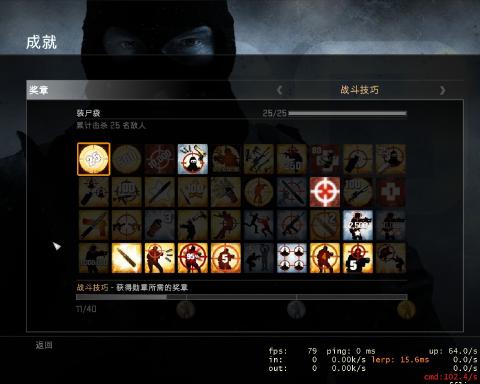 成就
奖章
战斗技巧
装尸袋 25/25
累计击杀 25 名敌人
战斗技巧 - 获得勋章所需的奖章
11/40
返回
fps: 79 ping: 0 ms up: 64.0/s
in: 0 0.00k/s lerp: 15.6ms 0.0/s
out: 0 0.00k/s 0.0/s
cmd:102.4/s